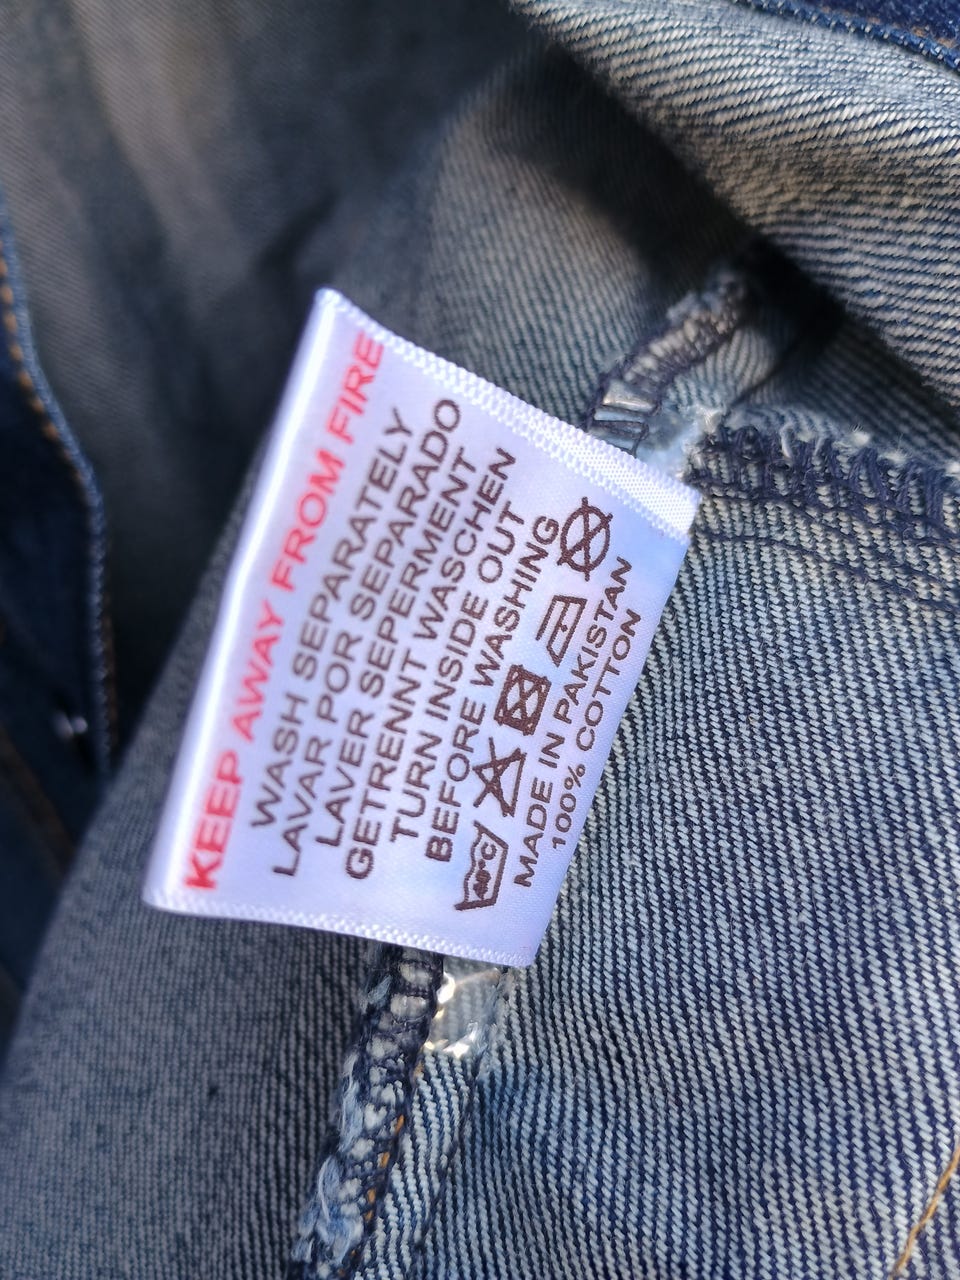 KEEP AWAY FROM FIRE
WASH SEPARATELY
LAVAR POR SEPARADO
LAVER SEPERMENT
GETRENNT WASCHEN
TURN INSIDE OUT
BEFORE WASHING
40°C
MADE IN PAKISTAN
100% COTTON